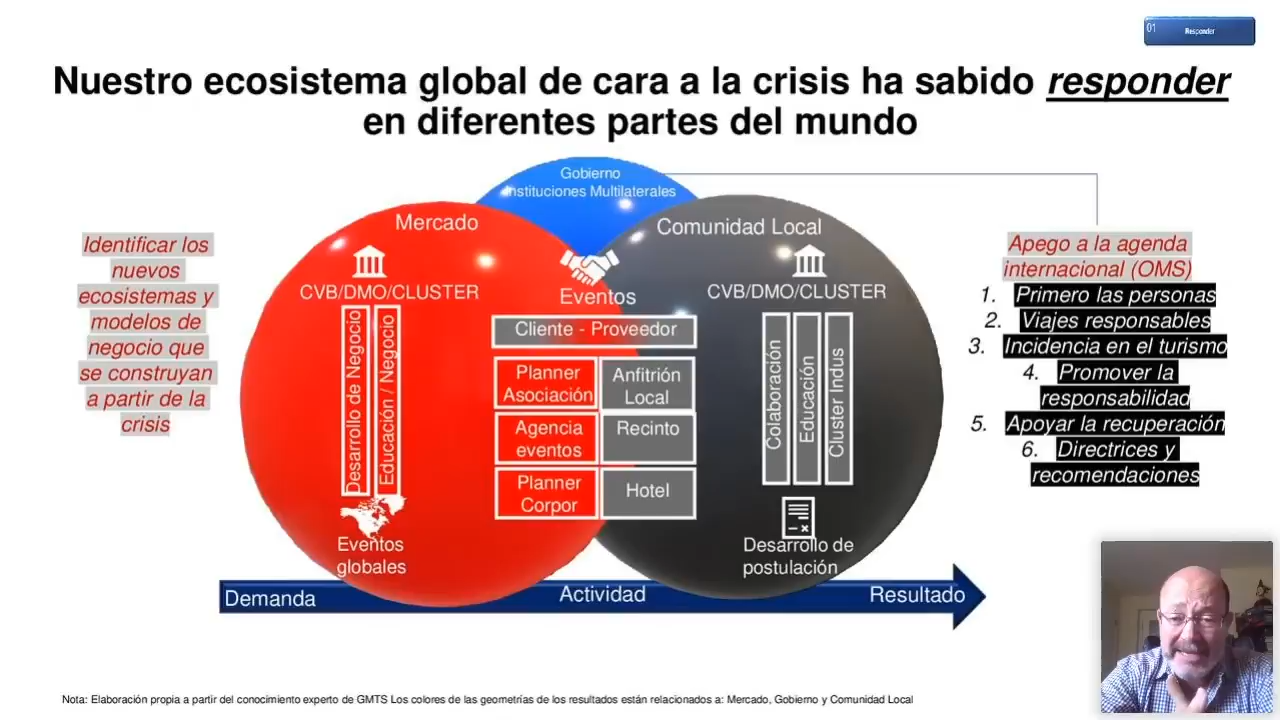 01
Responder
Nuestro ecosistema global de cara a la crisis ha sabido responder
en diferentes partes del mundo
Gobierno
Instituciones Multilaterales
Mercado
Comunidad Local
Identificar los
nuevos
ecosistemas y
modelos de
negocio que
se construyan
a partir de la
crisis
CVB/DMO/CLUSTER
Desarrollo de Negocio
Educación / Negocio
Eventos
globales
Eventos
Cliente - Proveedor
Planner
Asociación
Anfitrión
Local
Agencia
eventos
Recinto
Planner
Corpor
Hotel
CVB/DMO/CLUSTER
Colaboración
Educación
Cluster Indus
Desarrollo de
postulación
Apego a la agenda
internacional (OMS)
1. Primero las personas
2. Viajes responsables
3. Incidencia en el turismo
4. Promover la
responsabilidad
5. Apoyar la recuperación
6. Directrices y
recomendaciones
Demanda
Actividad
Resultado
Nota: Elaboración propia a partir del conocimiento experto de GMTS Los colores de las geometrías de los resultados están relacionados a: Mercado, Gobierno y Comunidad Local